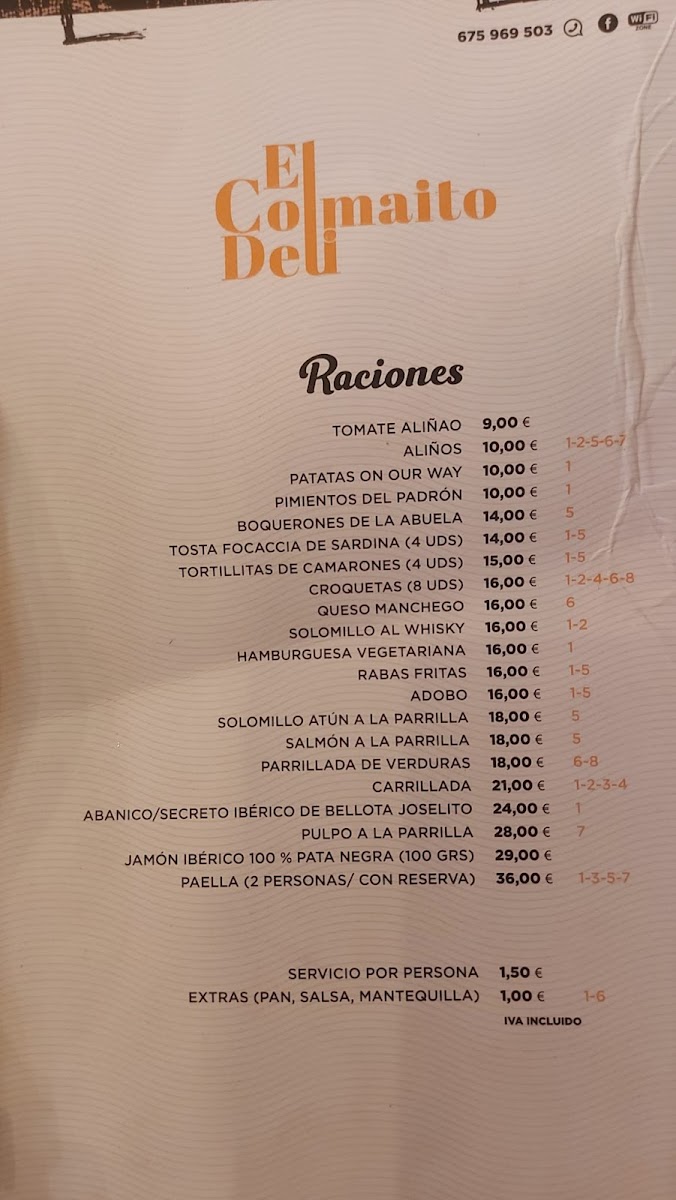 675 969 503 f WiFi ZONE
El
Colmaito
Deli
Raciones
TOMATE ALIÑAO 9,00 €
ALIÑOS 10,00 € 1-2-5-6-7
PATATAS ON OUR WAY 10,00 € 1
PIMIENTOS DEL PADRÓN 10,00 € 1
BOQUERONES DE LA ABUELA 14,00 € 5
TOSTA FOCACCIA DE SARDINA (4 UDS) 14,00 € 1-5
TORTILLITAS DE CAMARONES (4 UDS) 15,00 € 1-5
CROQUETAS (8 UDS) 16,00 € 1-2-4-6-8
QUESO MANCHEGO 16,00 € 6
SOLOMILLO AL WHISKY 16,00 € 1-2
HAMBURGUESA VEGETARIANA 16,00 € 1
RABAS FRITAS 16,00 € 1-5
ADOBO 16,00 € 1-5
SOLOMILLO ATÚN A LA PARRILLA 18,00 € 5
SALMÓN A LA PARRILLA 18,00 € 5
PARRILLADA DE VERDURAS 18,00 € 6-8
CARRILLADA 21,00 € 1-2-3-4
ABANICO/SECRETO IBÉRICO DE BELLOTA JOSELITO 24,00 € 1
PULPO A LA PARRILLA 28,00 € 7
JAMÓN IBÉRICO 100 % PATA NEGRA (100 GRS) 29,00 €
PAELLA (2 PERSONAS/ CON RESERVA) 36,00 € 1-3-5-7
SERVICIO POR PERSONA 1,50 €
EXTRAS (PAN, SALSA, MANTEQUILLA) 1,00 € 1-6
IVA INCLUIDO